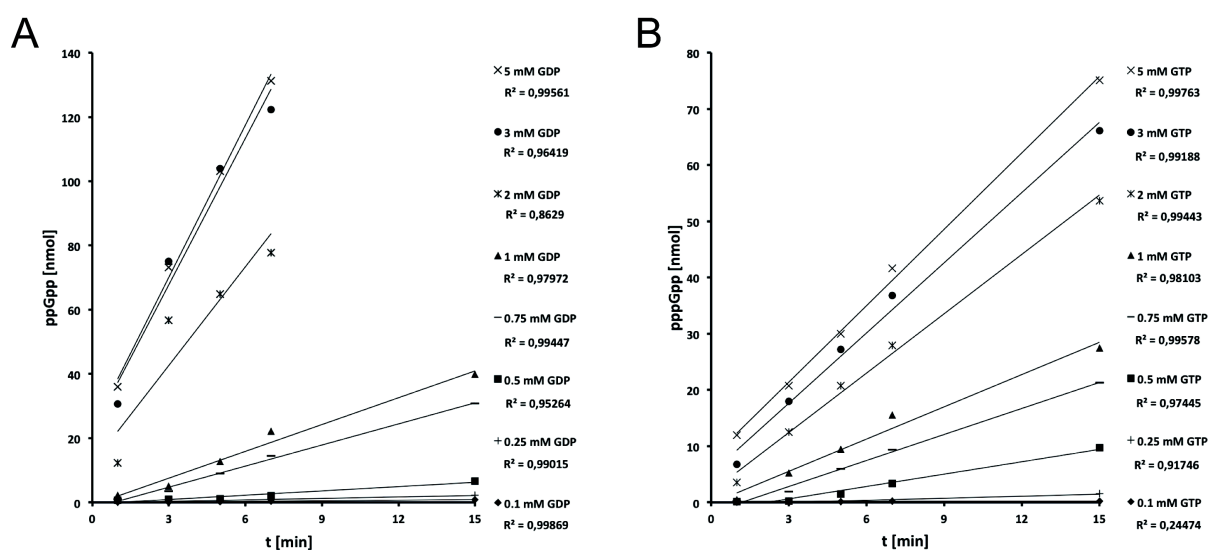 A
140
120
100
80
60
40
20
0
0 3 6 9 12 15
ppGpp [nmol]
t [min]
5 mM GDP
R² = 0,99561
3 mM GDP
R² = 0,96419
2 mM GDP
R² = 0,8629
1 mM GDP
R² = 0,97972
0.75 mM GDP
R² = 0,99447
0.5 mM GDP
R² = 0,95264
0.25 mM GDP
R² = 0,99015
0.1 mM GDP
R² = 0,99869
B
80
70
60
50
40
30
20
10
0
0 3 6 9 12 15
pppGpp [nmol]
t [min]
5 mM GTP
R² = 0,99763
3 mM GTP
R² = 0,99188
2 mM GTP
R² = 0,99443
1 mM GTP
R² = 0,98103
0.75 mM GTP
R² = 0,99578
0.5 mM GTP
R² = 0,97445
0.25 mM GTP
R² = 0,91746
0.1 mM GTP
R² = 0,24474